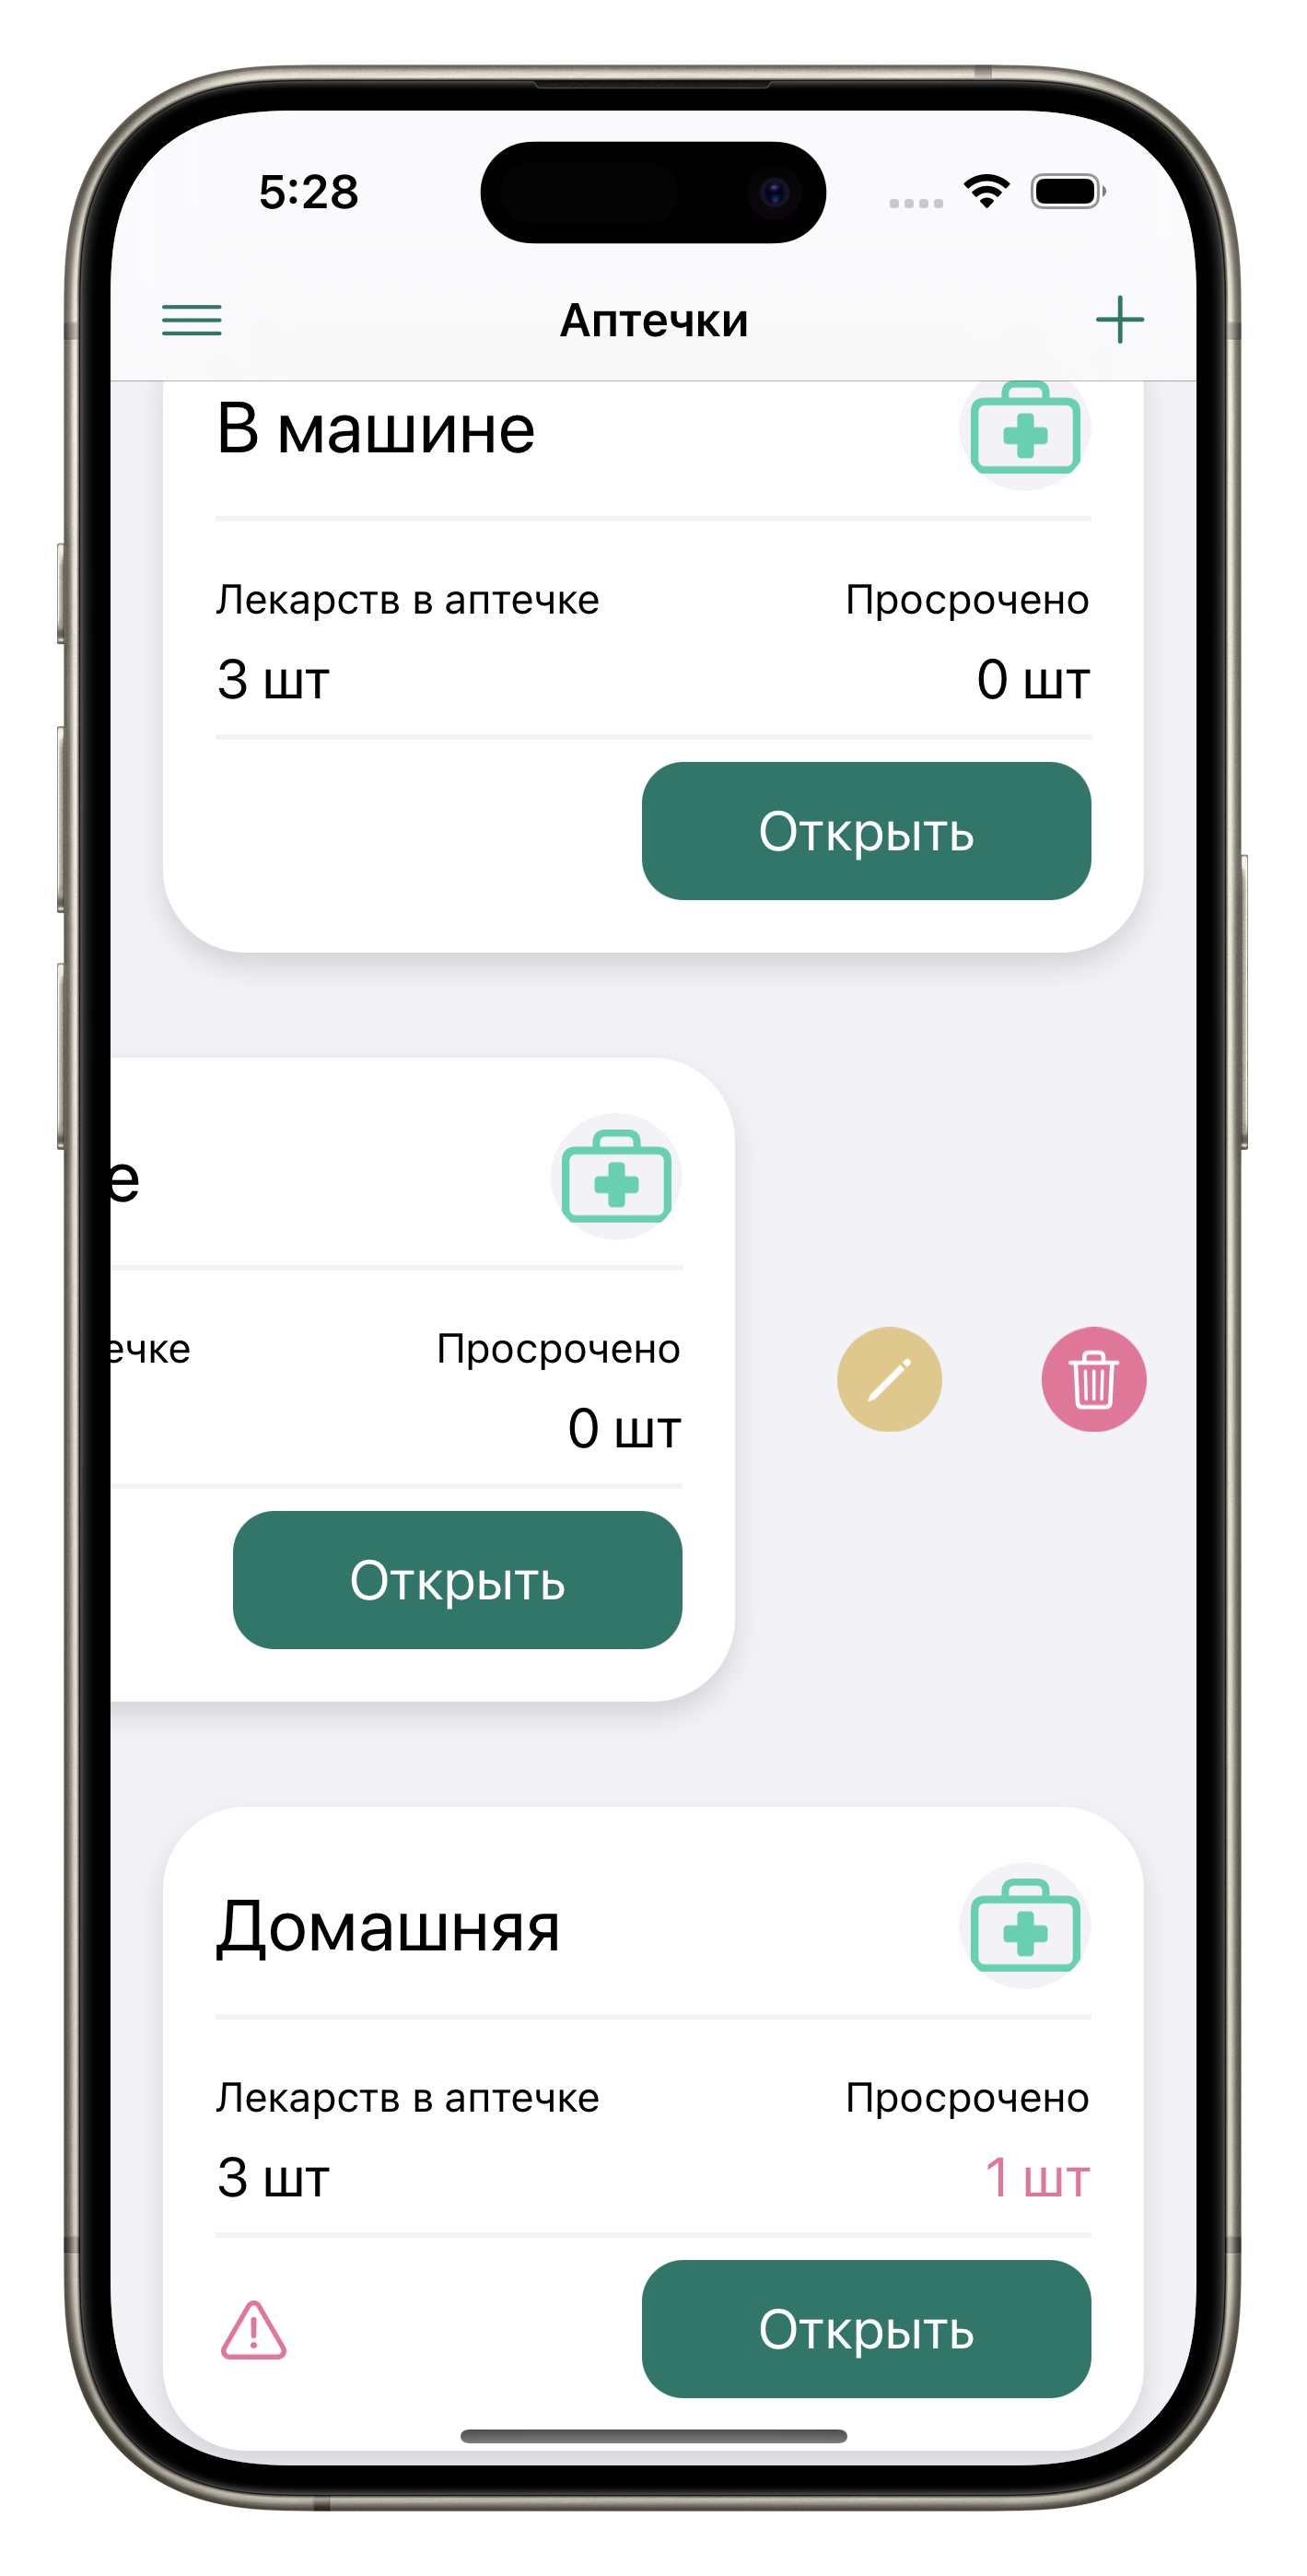 5:28
Аптечки
В машине
Лекарств в аптечке Просрочено
3 шт 0 шт
Открыть
е
ечке Просрочено
0 шт
Открыть
Домашняя
Лекарств в аптечке Просрочено
3 шт 1 шт
Открыть